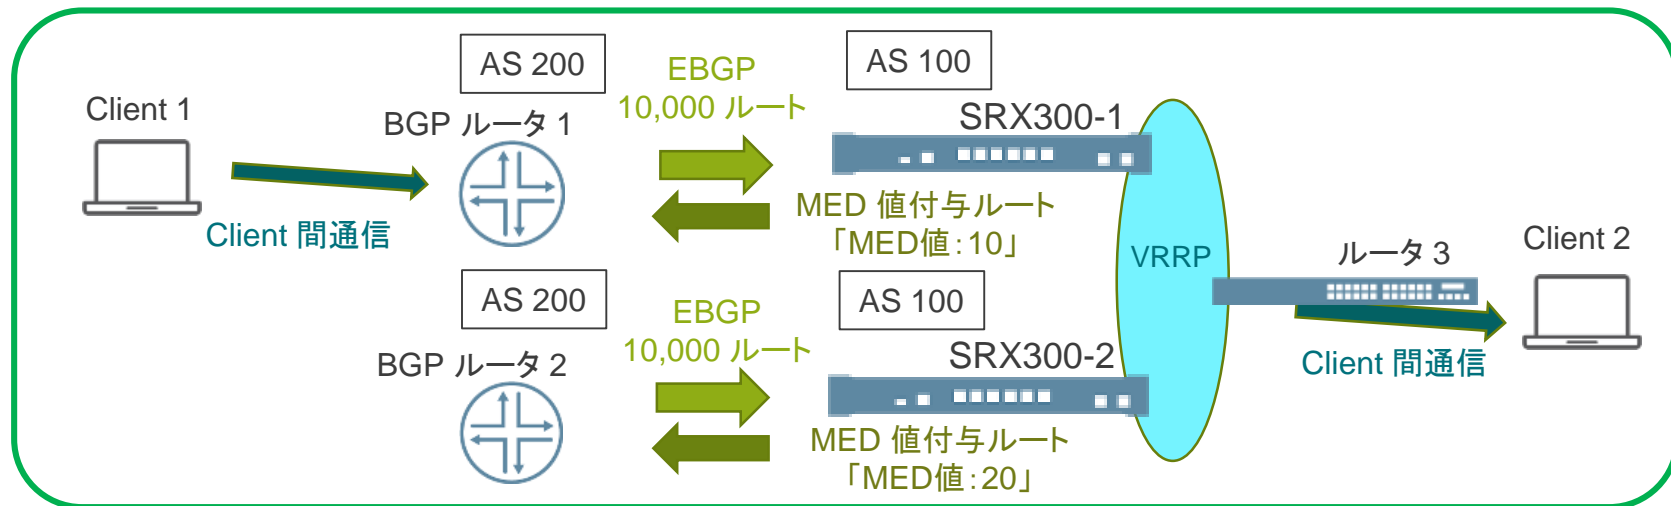 AS 200
AS 100
EBGP
10,000 ルート
Client 1
BGP ルータ 1
SRX300-1
Client 間通信
MED 値付与ルート
「MED値：10」
VRRP
ルータ 3
Client 2
AS 200
AS 100
EBGP
10,000 ルート
BGP ルータ 2
SRX300-2
Client 間通信
MED 値付与ルート
「MED値：20」